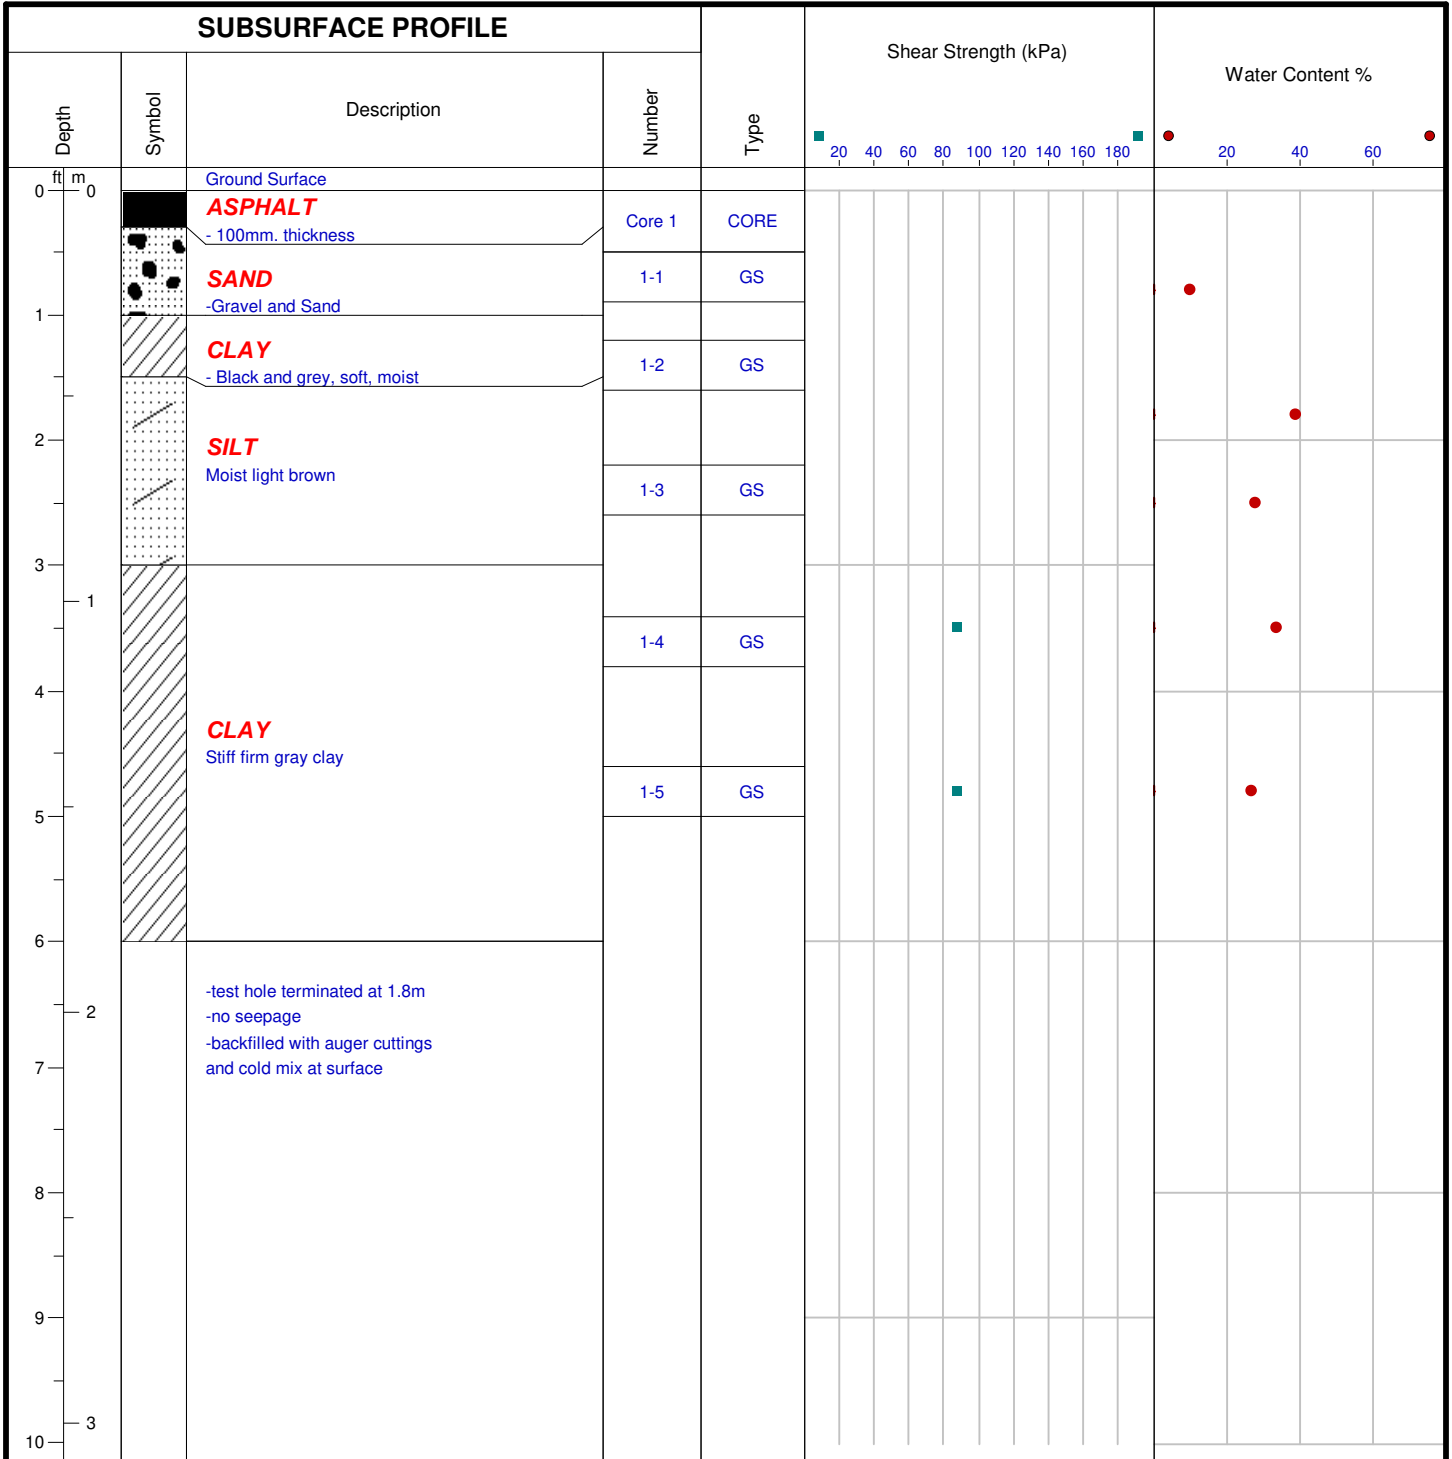 SUBSURFACE PROFILE
Depth
Symbol
Description
Number
Type
Shear Strength (kPa)
20 40 60 80 100 120 140 160 180
Water Content %
20 40 60
ft m
Ground Surface
0 0
ASPHALT
- 100mm. thickness
Core 1 CORE
SAND
-Gravel and Sand
1-1 GS
1
CLAY
- Black and grey, soft, moist
1-2 GS
2
SILT
Moist light brown
1-3 GS
3
1
1-4 GS
4
CLAY
Stiff firm gray clay
1-5 GS
5
6
-test hole terminated at 1.8m
2
-no seepage
-backfilled with auger cuttings
and cold mix at surface
7
8
9
3
10